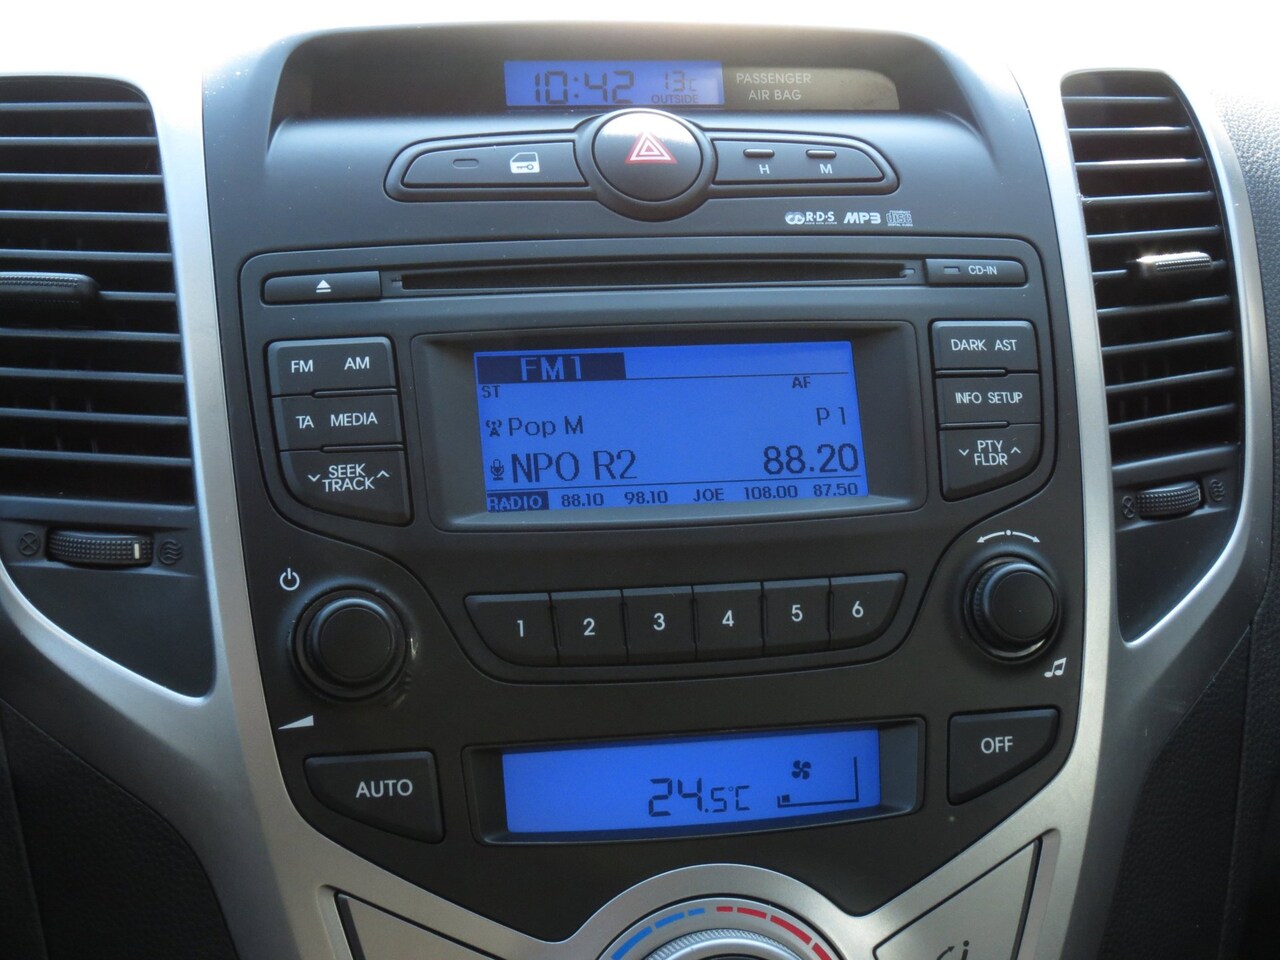 10:42 13c
OUTSIDE
PASSENGER
AIR BAG
H M
R·D·S MP3
CD-IN
FM AM
TA MEDIA
SEEK
TRACK
FM1
ST AF
Pop M P1
NPO R2 88.20
RADIO 88.10 98.10 JOE 108.00 87.50
DARK AST
INFO SETUP
PTY
FLDR
1 2 3 4 5 6
AUTO
24.5°C
OFF